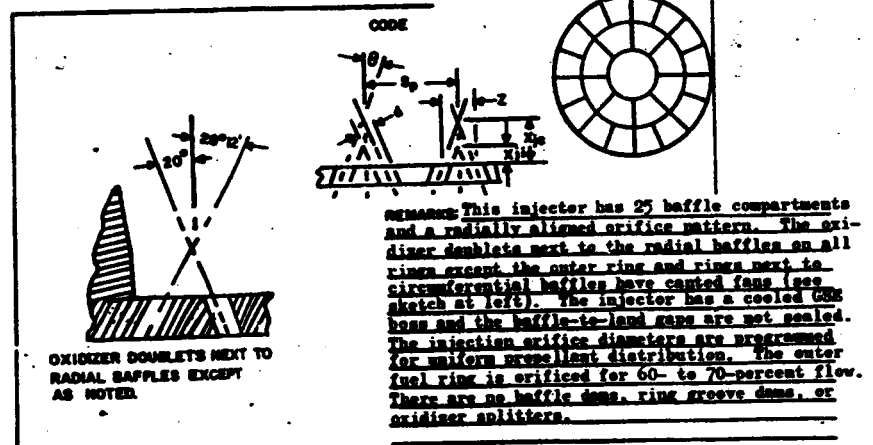 CODE
θ
Sp
Z
Δ
Xje
Xji
20°
28°12'
REMARKS: This injector has 25 baffle compartments
and a radially aligned orifice pattern. The oxi-
dizer doublets next to the radial baffles on all
rings except the outer ring and rings next to
circumferential baffles have canted fans (see
sketch at left). The injector has a cooled GSE
boss and the baffle-to-land gaps are not sealed.
The injection orifice diameters are programmed
for uniform propellant distribution. The outer
fuel ring is orificed for 60- to 70-percent flow.
There are no baffle dams, ring groove dams, or
oxidizer splitters.
OXIDIZER DOUBLETS NEXT TO
RADIAL BAFFLES EXCEPT
AS NOTED.